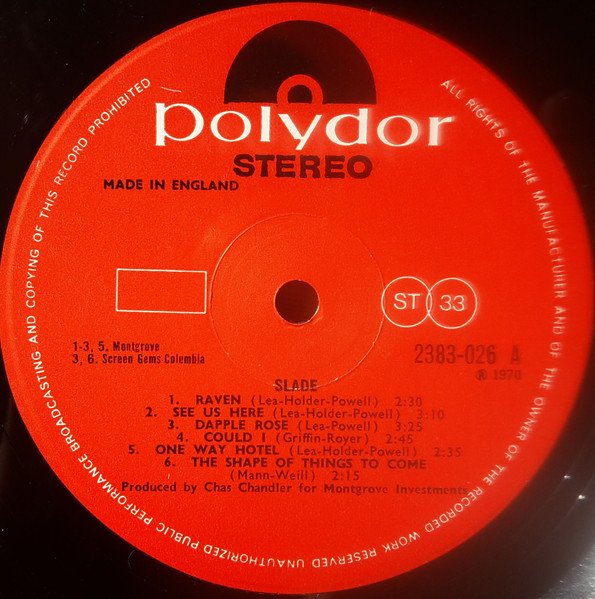 polydor
STEREO
MADE IN ENGLAND
ALL RIGHTS OF THE MANUFACTURER AND OF THE OWNER OF THE RECORDED WORK RESERVED UNAUTHORIZED PUBLIC PERFORMANCE BROADCASTING AND COPYING OF THIS RECORD PROHIBITED
ST 33
1-3, 5. Montgrove
3, 6. Screen Gems Columbia
2383-026 A
℗ 1970
SLADE
1. RAVEN (Lea-Holder-Powell) 2:30
2. SEE US HERE (Lea-Holder-Powell) 3:10
3. DAPPLE ROSE (Lea-Powell) 3:25
4. COULD I (Griffin-Royer) 2:45
5. ONE WAY HOTEL (Lea-Holder-Powell) 2:35
6. THE SHAPE OF THINGS TO COME
(Mann-Weill) 2:15
Produced by Chas Chandler for Montgrove Investments